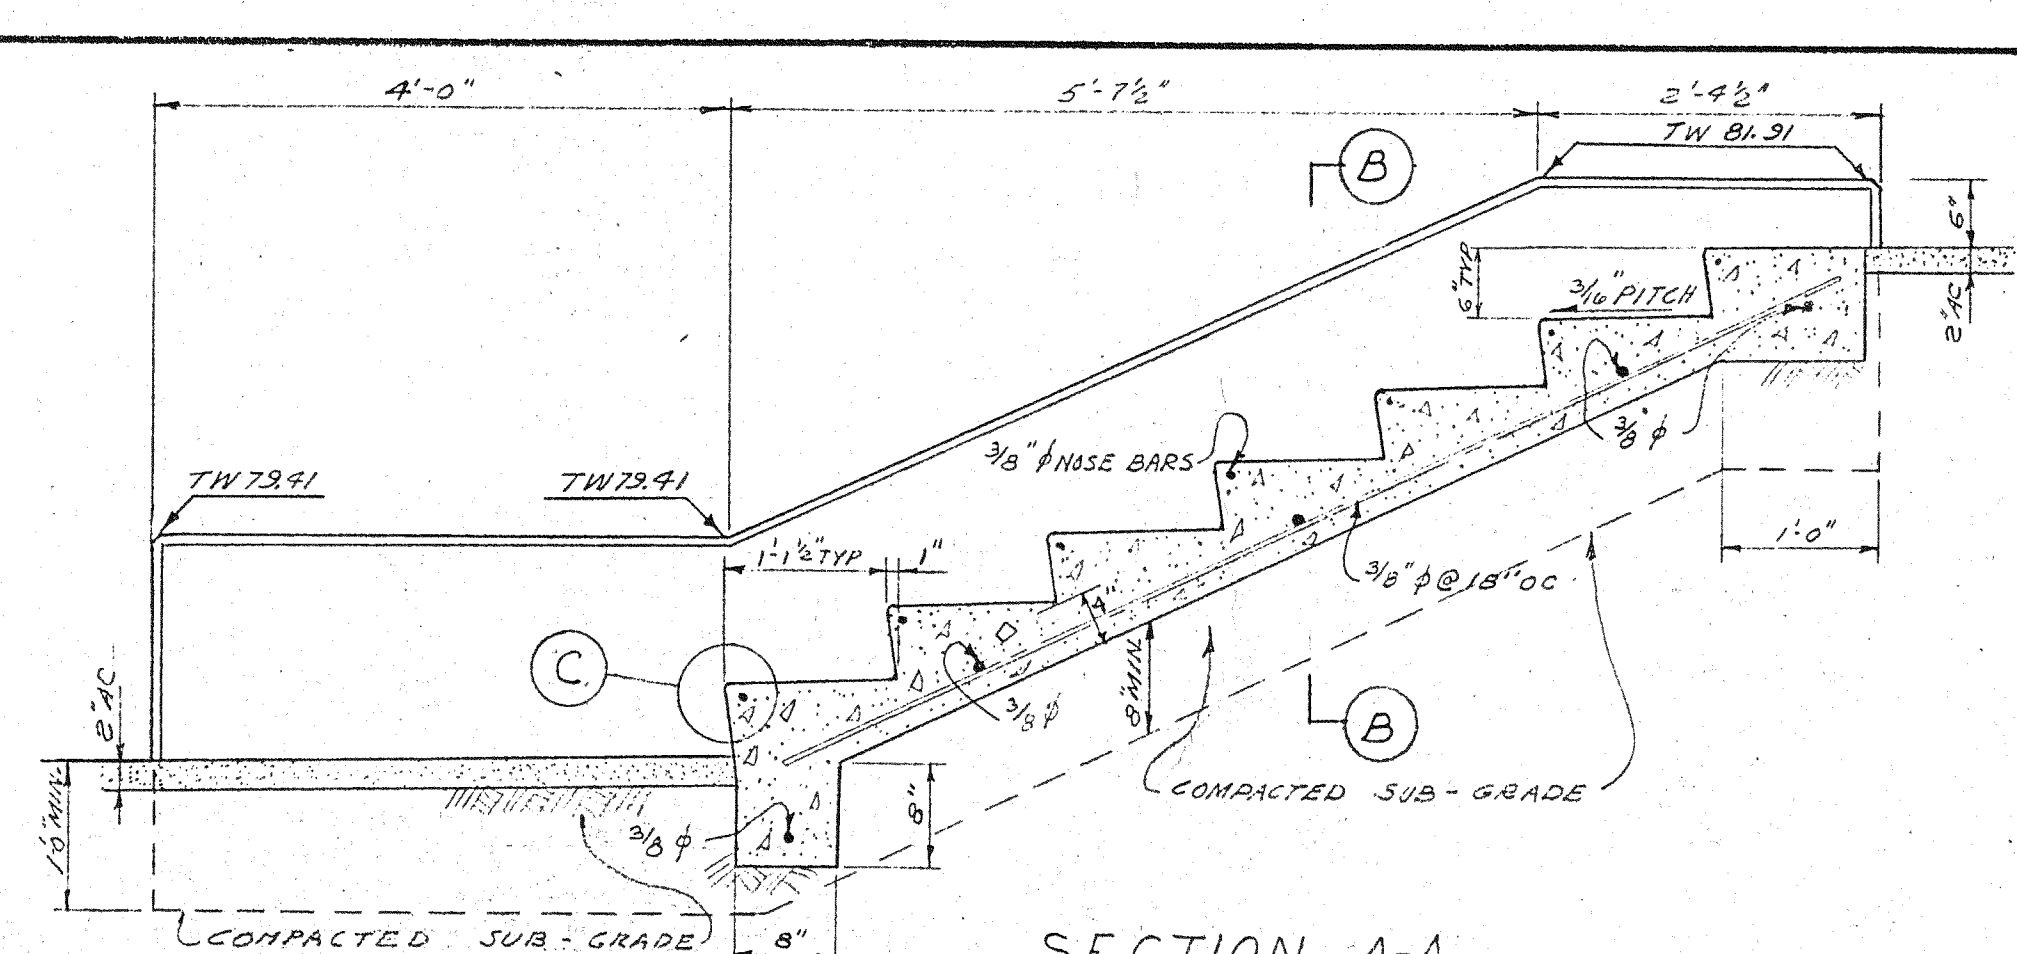 4'-0"
5'-7½"
2'-4½"
TW 81.91
B
6"
6" TYP
3/16" PITCH
2" AC
3/8" ϕ NOSE BARS
3/8 ϕ
TW 79.41
TW 79.41
1'-1½" TYP
1"
1'-0"
3/8" ϕ @ 18" OC
4"
C
3/8 ϕ
8" MIN
B
2" AC
COMPACTED SUB-GRADE
8"
3/8 ϕ
1'-0" MIN
COMPACTED SUB-GRADE
8"
SECTION A-A